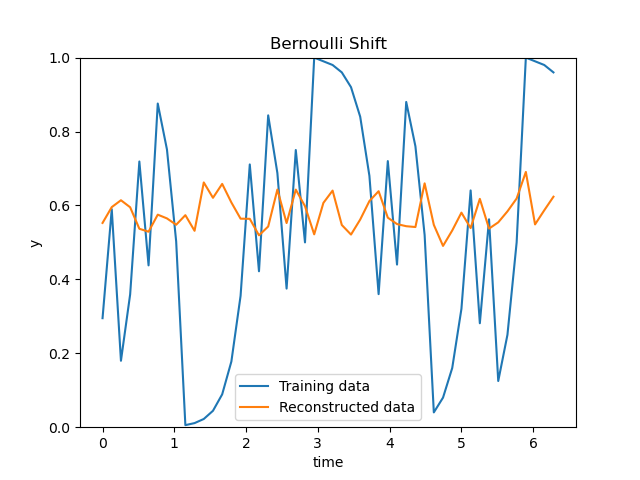 Bernoulli Shift
1.0
0.8
0.6
0.4
0.2
0.0
y
Training data
Reconstructed data
0 1 2 3 4 5 6
time